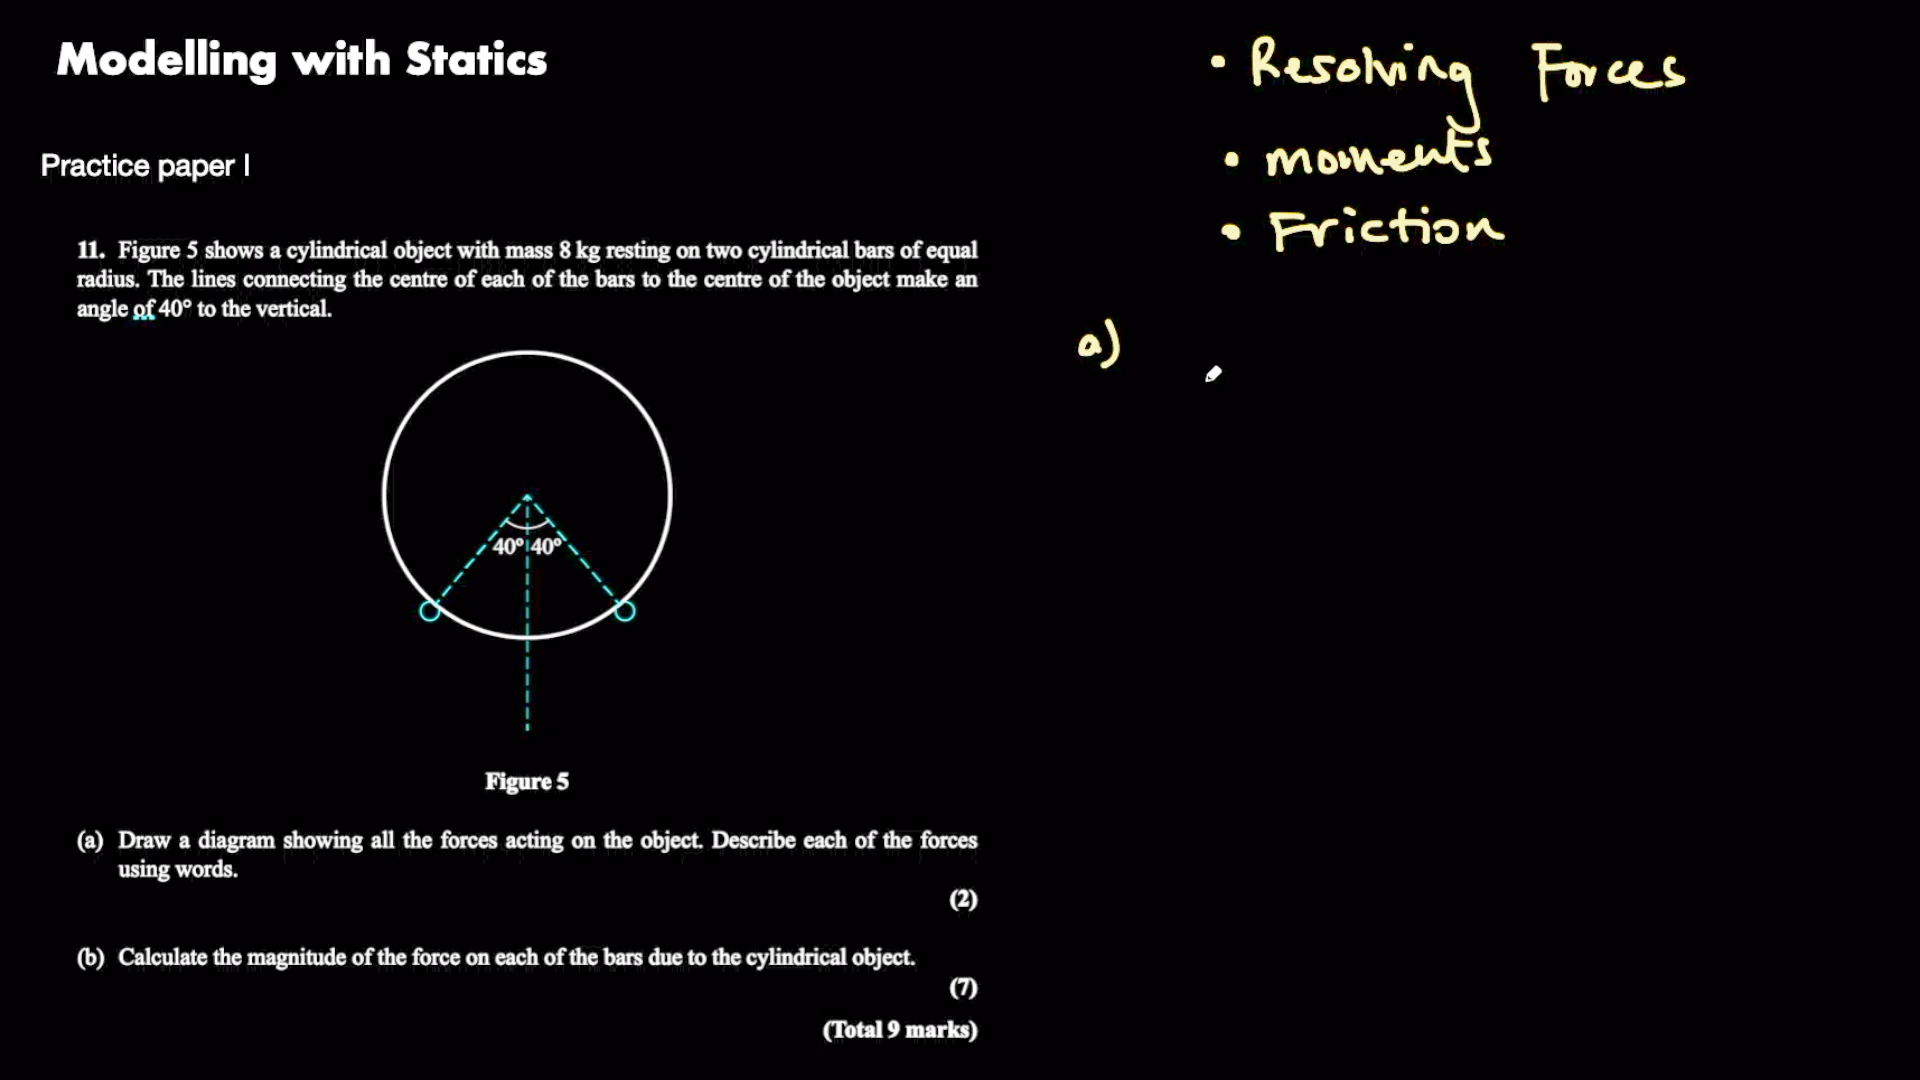 Modelling with Statics
Practice paper I
11. Figure 5 shows a cylindrical object with mass 8 kg resting on two cylindrical bars of equal
radius. The lines connecting the centre of each of the bars to the centre of the object make an
angle of 40° to the vertical.
40° 40°
Figure 5
(a) Draw a diagram showing all the forces acting on the object. Describe each of the forces
using words.
(2)
(b) Calculate the magnitude of the force on each of the bars due to the cylindrical object.
(7)
(Total 9 marks)
• Resolving Forces
• moments
• Friction
a)